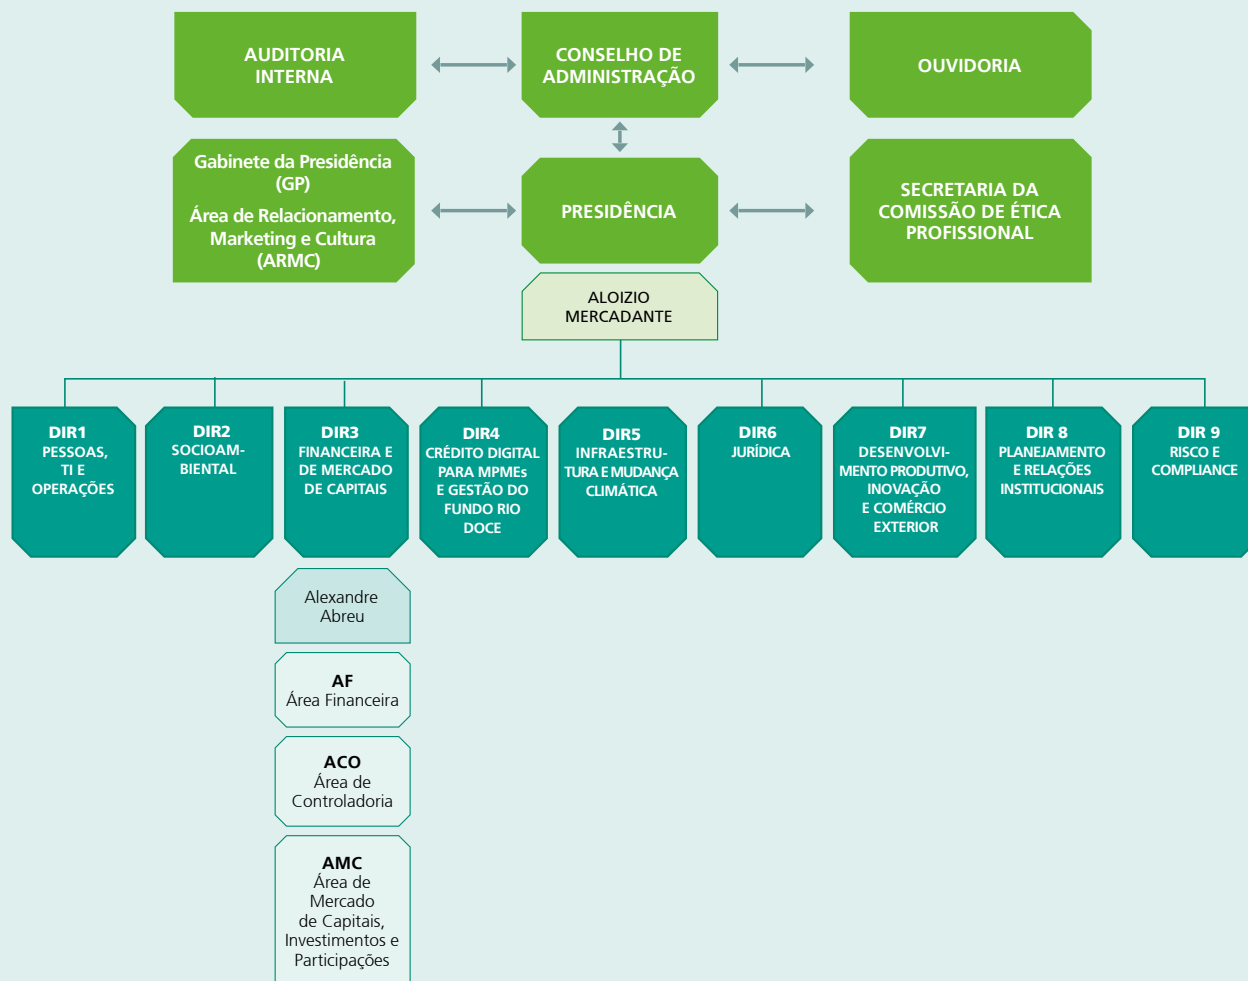 AUDITORIA
INTERNA
CONSELHO DE
ADMINISTRAÇÃO
OUVIDORIA
Gabinete da Presidência
(GP)
Área de Relacionamento,
Marketing e Cultura
(ARMC)
PRESIDÊNCIA
SECRETARIA DA
COMISSÃO DE ÉTICA
PROFISSIONAL
ALOIZIO
MERCADANTE
DIR1
PESSOAS,
TI E
OPERAÇÕES
DIR2
SOCIOAM-
BIENTAL
DIR3
FINANCEIRA E
DE MERCADO
DE CAPITAIS
DIR4
CRÉDITO DIGITAL
PARA MPMEs
E GESTÃO DO
FUNDO RIO
DOCE
DIR5
INFRAESTRU-
TURA E MUDANÇA
CLIMÁTICA
DIR6
JURÍDICA
DIR7
DESENVOLVI-
MENTO PRODUTIVO,
INOVAÇÃO
E COMÉRCIO
EXTERIOR
DIR 8
PLANEJAMENTO
E RELAÇÕES
INSTITUCIONAIS
DIR 9
RISCO E
COMPLIANCE
Alexandre
Abreu
AF
Área Financeira
ACO
Área de
Controladoria
AMC
Área de
Mercado
de Capitais,
Investimentos e
Participações